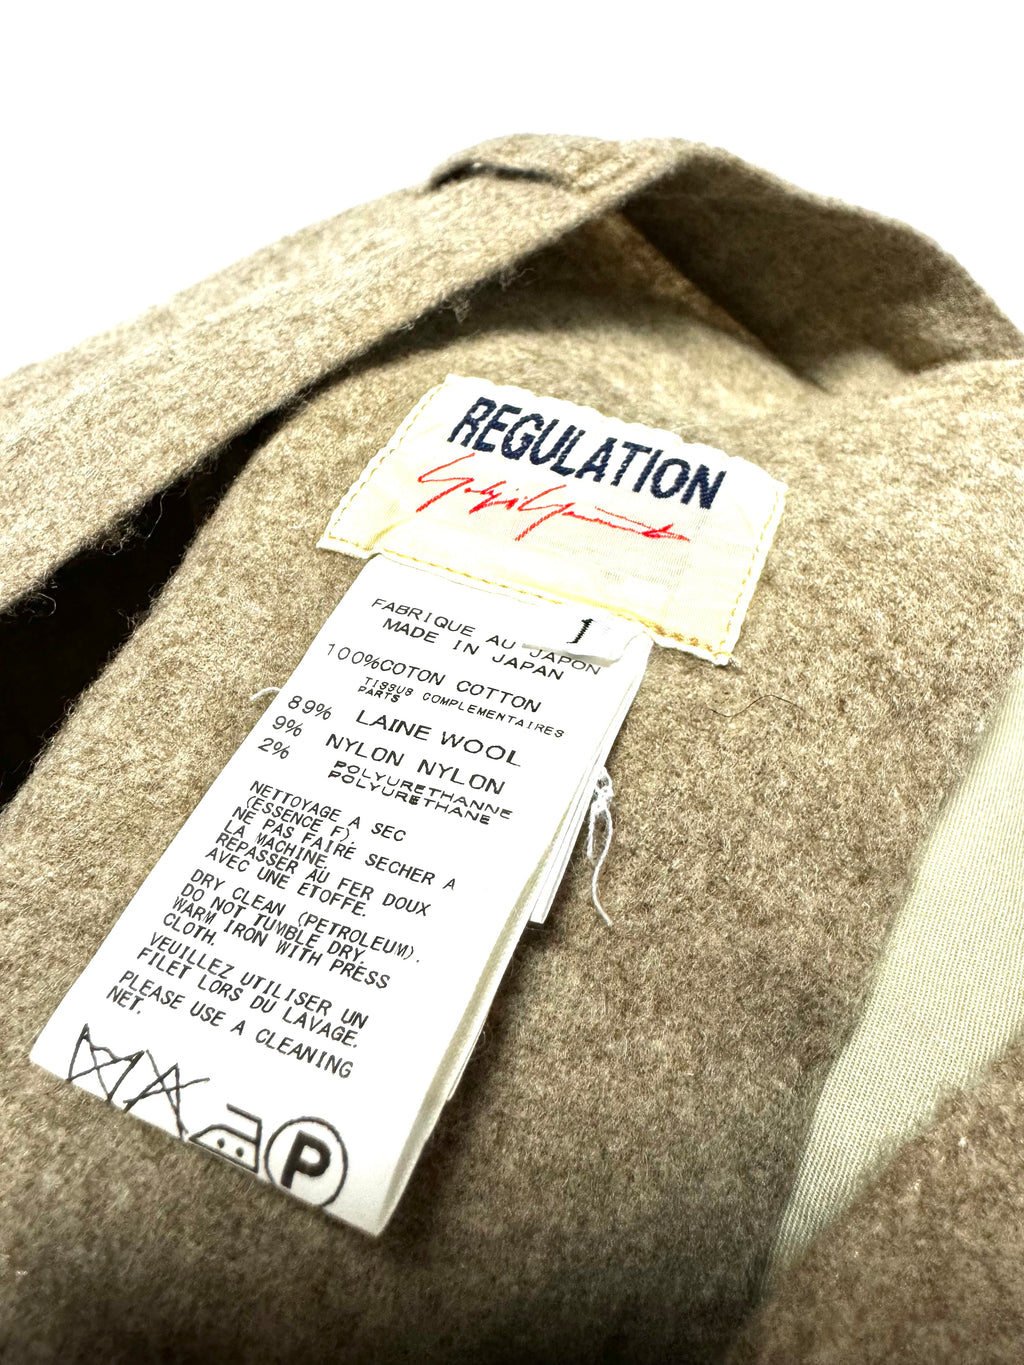 REGULATION
Yohji Yamamoto
1
FABRIQUE AU JAPON
MADE IN JAPAN
100%COTON COTTON
TISSUS COMPLEMENTAIRES
PARTS
89% LAINE WOOL
9% NYLON NYLON
2% POLYURETHANNE
POLYURETHANE
NETTOYAGE A SEC
(ESSENCE F).
NE PAS FAIRE SECHER A
LA MACHINE.
REPASSER AU FER DOUX
AVEC UNE ETOFFE.
DRY CLEAN (PETROLEUM).
DO NOT TUMBLE DRY.
WARM IRON WITH PRESS
CLOTH.
VEUILLEZ UTILISER UN
FILET LORS DU LAVAGE.
PLEASE USE A CLEANING
NET.
P